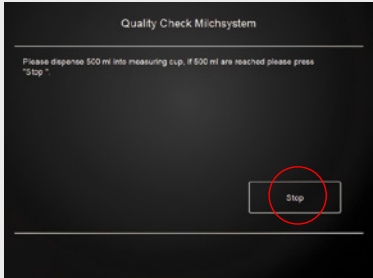 Quality Check Milchsystem
Please dispense 500 ml into measuring cup, if 500 ml are reached please press
"Stop ".
Stop